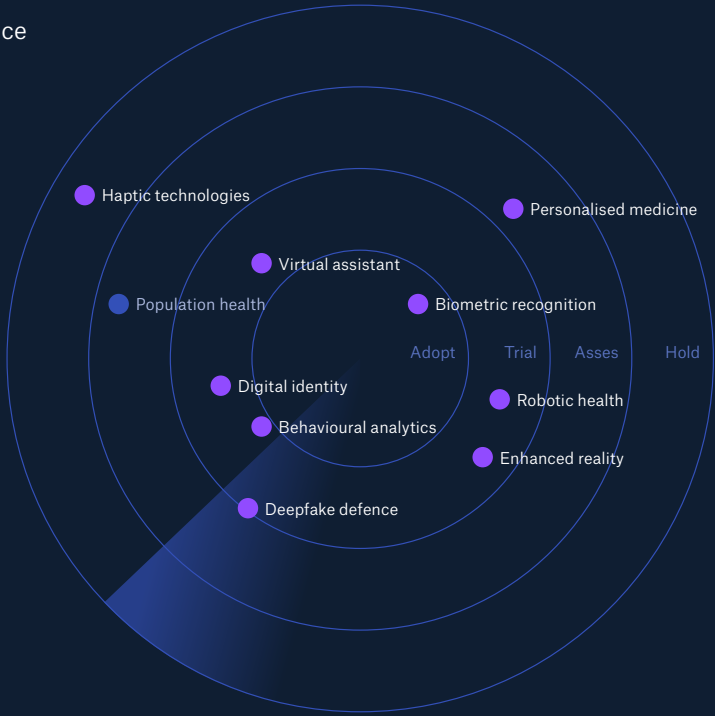 ce
Haptic technologies
Personalised medicine
Virtual assistant
Population health
Biometric recognition
Adopt
Trial
Asses
Hold
Digital identity
Robotic health
Behavioural analytics
Enhanced reality
Deepfake defence